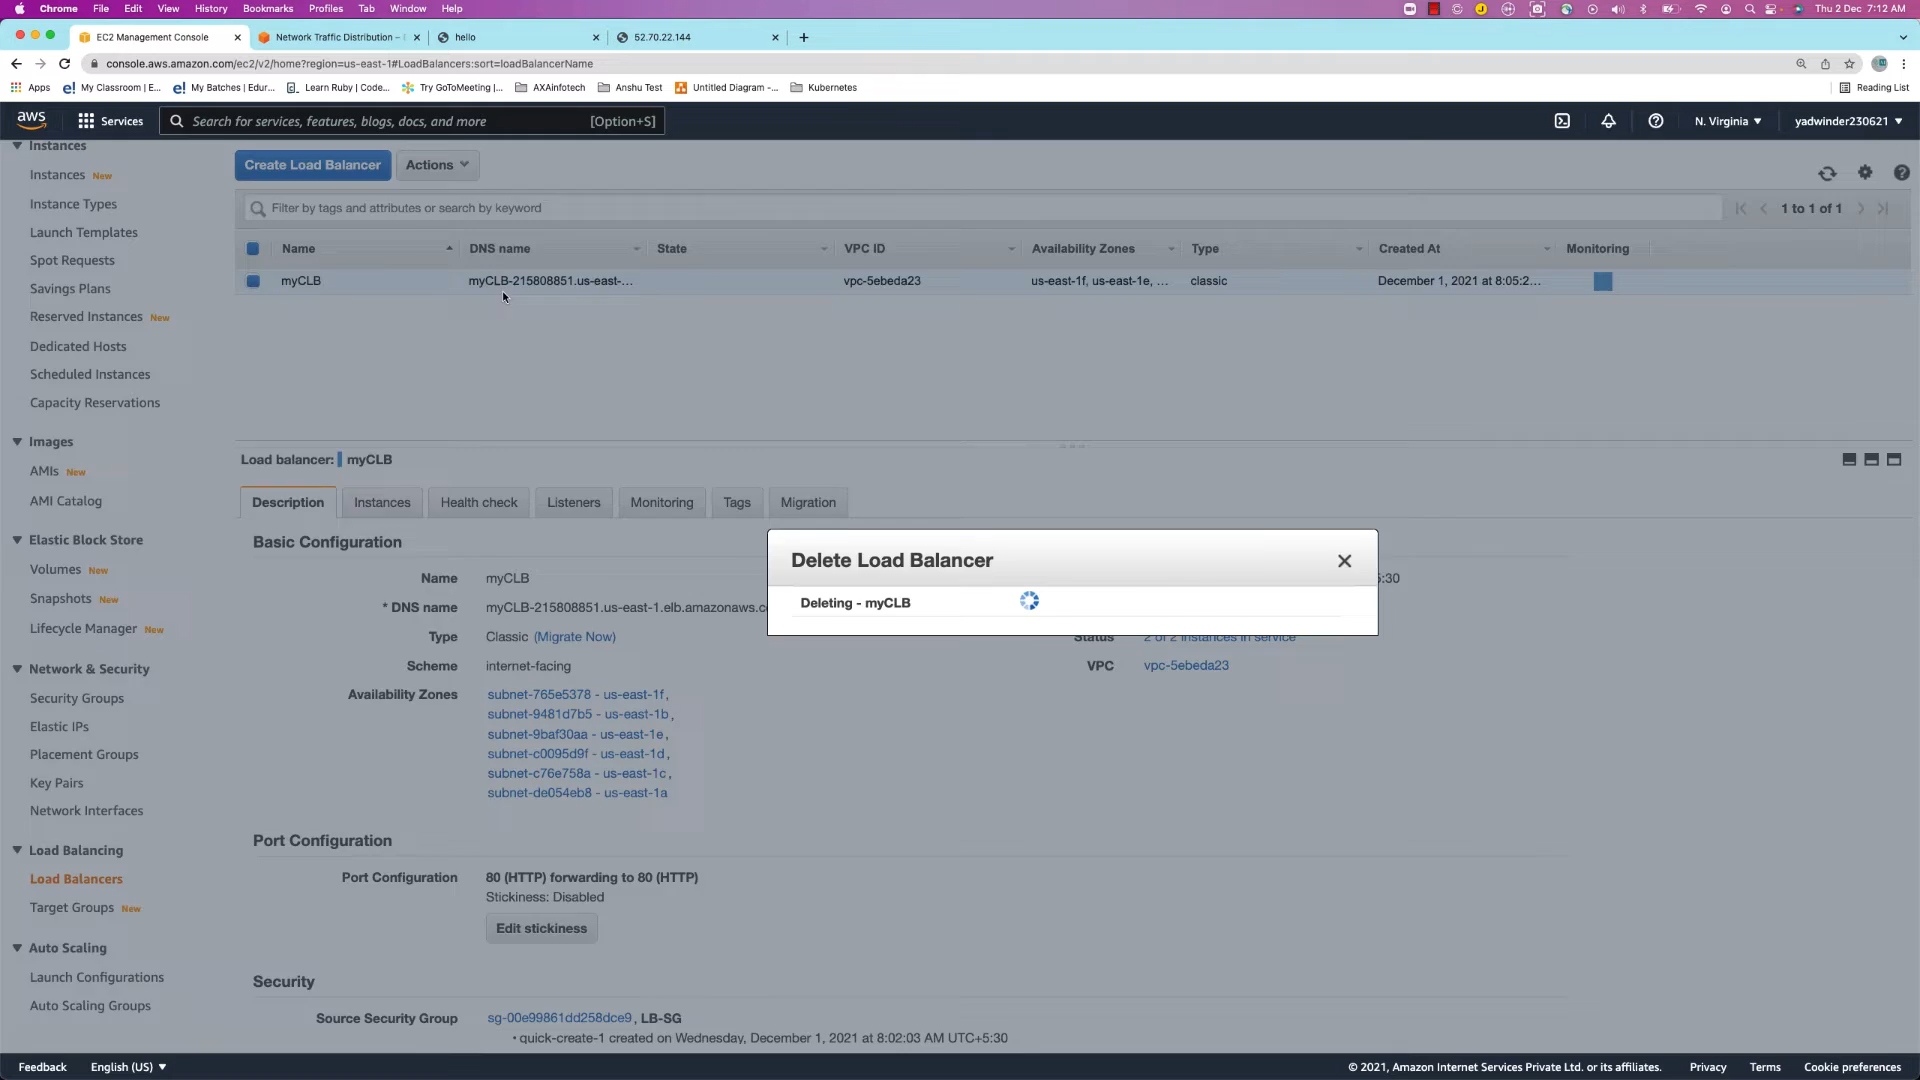 Chrome File Edit View History Bookmarks Profiles Tab Window Help Thu 2 Dec 7:12 AM
EC2 Management Console Network Traffic Distribution – hello 52.70.22.144
console.aws.amazon.com/ec2/v2/home?region=us-east-1#LoadBalancers:sort=loadBalancerName
Apps My Classroom | E... My Batches | Edur... Learn Ruby | Code... Try GoToMeeting |... AXAinfotech Anshu Test Untitled Diagram -... Kubernetes Reading List
aws Services Search for services, features, blogs, docs, and more [Option+S] N. Virginia yadwinder230621
Instances
Instances New
Instance Types
Launch Templates
Spot Requests
Savings Plans
Reserved Instances New
Dedicated Hosts
Scheduled Instances
Capacity Reservations
Images
AMIs New
AMI Catalog
Elastic Block Store
Volumes New
Snapshots New
Lifecycle Manager New
Network & Security
Security Groups
Elastic IPs
Placement Groups
Key Pairs
Network Interfaces
Load Balancing
Load Balancers
Target Groups New
Auto Scaling
Launch Configurations
Auto Scaling Groups
Create Load Balancer Actions
Filter by tags and attributes or search by keyword 1 to 1 of 1
Name DNS name State VPC ID Availability Zones Type Created At Monitoring
myCLB myCLB-215808851.us-east-... vpc-5ebeda23 us-east-1f, us-east-1e, ... classic December 1, 2021 at 8:05:2...
Load balancer: myCLB
Description Instances Health check Listeners Monitoring Tags Migration
Basic Configuration
Name myCLB 5:30
* DNS name myCLB-215808851.us-east-1.elb.amazonaws.c
Type Classic (Migrate Now) Status 2 of 2 instances in service
Scheme internet-facing VPC vpc-5ebeda23
Availability Zones subnet-765e5378 - us-east-1f,
subnet-9481d7b5 - us-east-1b,
subnet-9baf30aa - us-east-1e,
subnet-c0095d9f - us-east-1d,
subnet-c76e758a - us-east-1c,
subnet-de054eb8 - us-east-1a
Port Configuration
Port Configuration 80 (HTTP) forwarding to 80 (HTTP)
Stickiness: Disabled
Edit stickiness
Security
Source Security Group sg-00e99861dd258dce9, LB-SG
• quick-create-1 created on Wednesday, December 1, 2021 at 8:02:03 AM UTC+5:30
Delete Load Balancer
Deleting - myCLB
Feedback English (US) © 2021, Amazon Internet Services Private Ltd. or its affiliates. Privacy Terms Cookie preferences